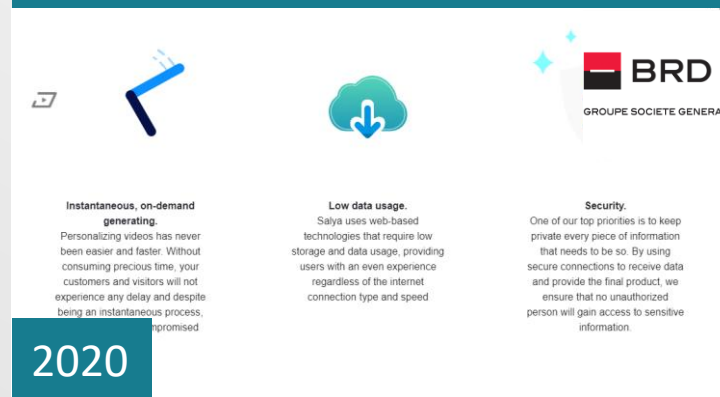 BRD
GROUPE SOCIETE GENERA
Instantaneous, on-demand
generating.
Personalizing videos has never
been easier and faster. Without
consuming precious time, your
customers and visitors will not
experience any delay and despite
being an instantaneous process,
Low data usage.
Salya uses web-based
technologies that require low
storage and data usage, providing
users with an even experience
regardless of the internet
connection type and speed
Security.
One of our top priorities is to keep
private every piece of information
that needs to be so. By using
secure connections to receive data
and provide the final product, we
ensure that no unauthorized
person will gain access to sensitive
information.
2020